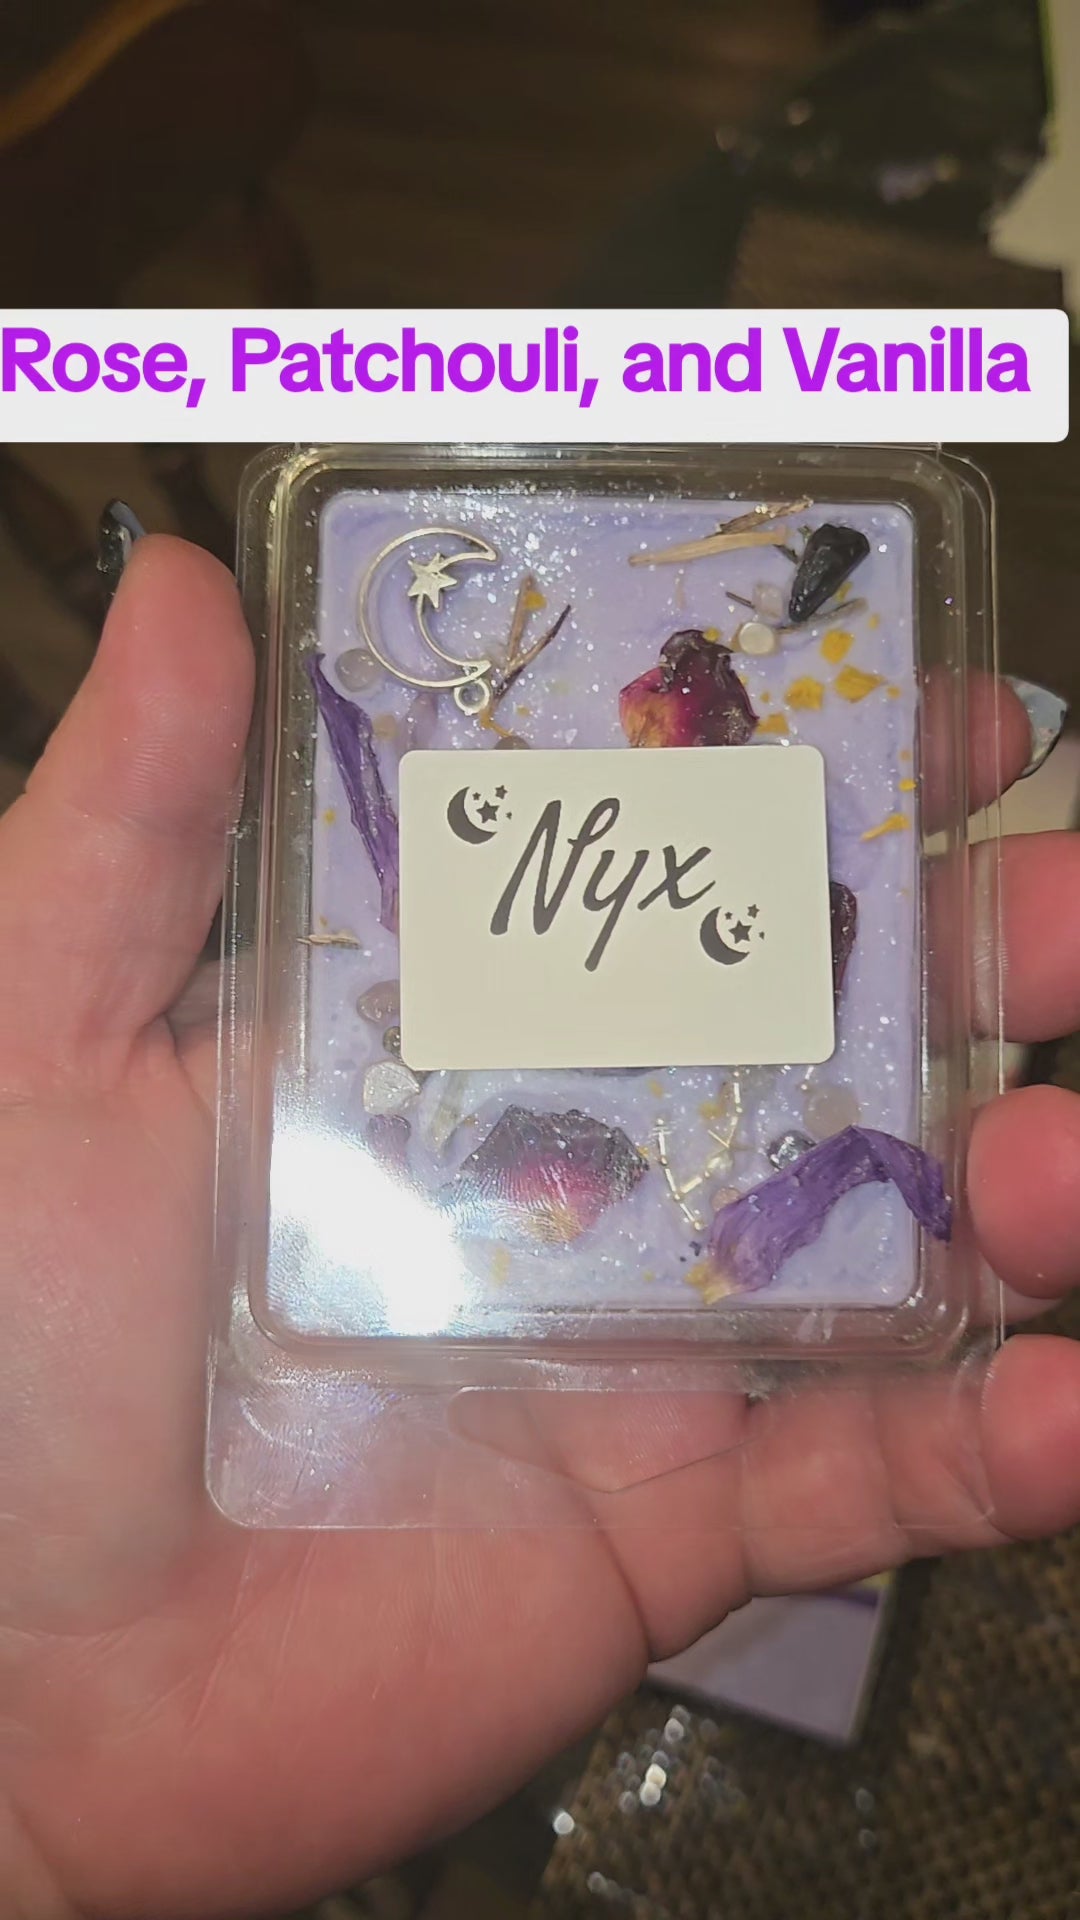 Rose, Patchouli, and Vanilla
Nyx